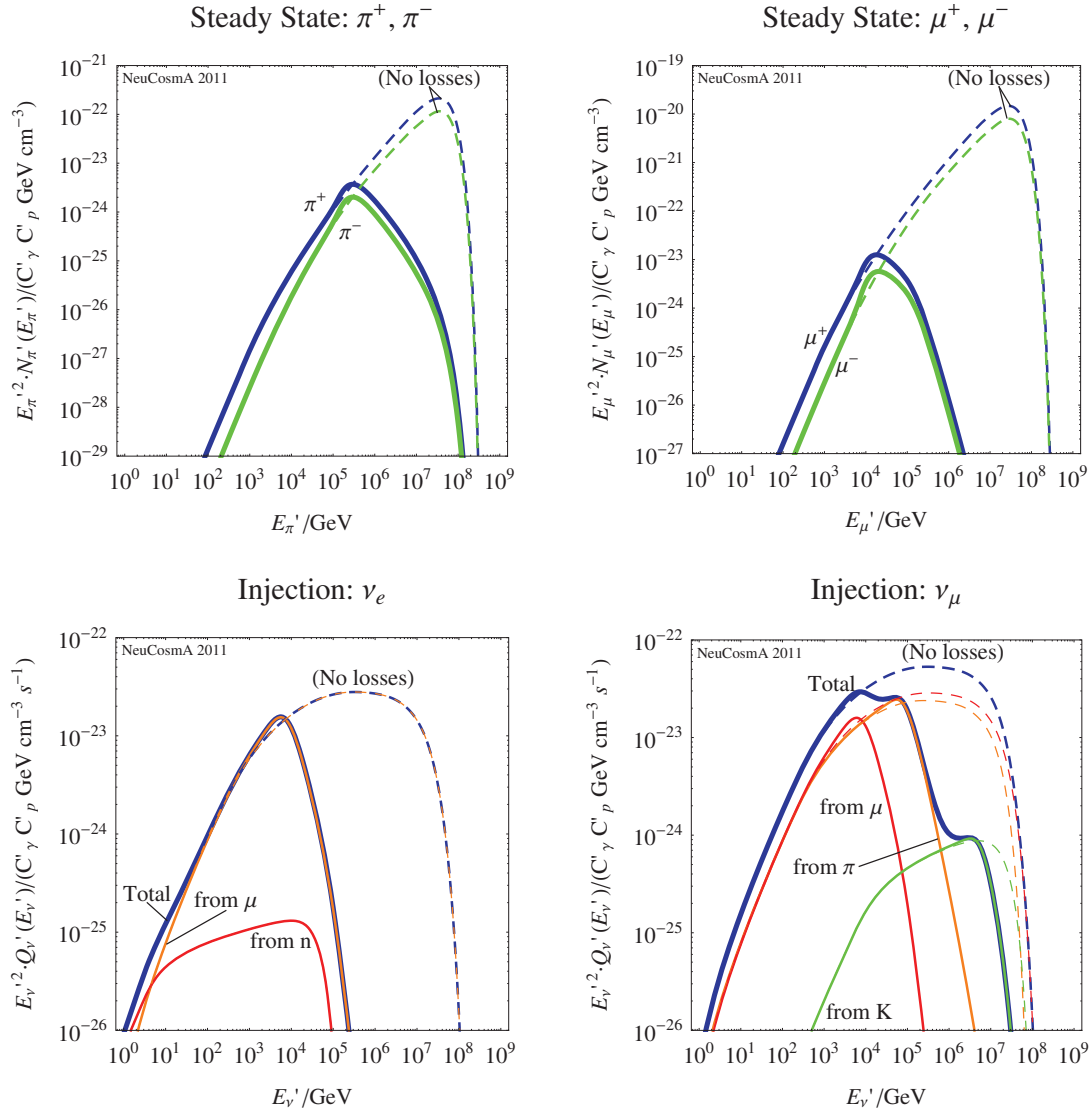 Steady State: π⁺, π⁻
Steady State: μ⁺, μ⁻
NeuCosmA 2011
(No losses)
π⁺
π⁻
10⁻²¹
10⁻²²
10⁻²³
10⁻²⁴
10⁻²⁵
10⁻²⁶
10⁻²⁷
10⁻²⁸
10⁻²⁹
E_π'²·N_π'(E_π')/(C'_γ C'_p GeV cm⁻³)
10⁰ 10¹ 10² 10³ 10⁴ 10⁵ 10⁶ 10⁷ 10⁸ 10⁹
E_π'/GeV
NeuCosmA 2011
(No losses)
μ⁺
μ⁻
10⁻¹⁹
10⁻²⁰
10⁻²¹
10⁻²²
10⁻²³
10⁻²⁴
10⁻²⁵
10⁻²⁶
10⁻²⁷
E_μ'²·N_μ'(E_μ')/(C'_γ C'_p GeV cm⁻³)
10⁰ 10¹ 10² 10³ 10⁴ 10⁵ 10⁶ 10⁷ 10⁸ 10⁹
E_μ'/GeV
Injection: ν_e
Injection: ν_μ
NeuCosmA 2011
(No losses)
Total
from μ
from n
10⁻²²
10⁻²³
10⁻²⁴
10⁻²⁵
10⁻²⁶
E_ν'²·Q_ν'(E_ν')/(C'_γ C'_p GeV cm⁻³ s⁻¹)
10⁰ 10¹ 10² 10³ 10⁴ 10⁵ 10⁶ 10⁷ 10⁸ 10⁹
E_ν'/GeV
NeuCosmA 2011
(No losses)
Total
from μ
from π
from K
10⁻²²
10⁻²³
10⁻²⁴
10⁻²⁵
10⁻²⁶
E_ν'²·Q_ν'(E_ν')/(C'_γ C'_p GeV cm⁻³ s⁻¹)
10⁰ 10¹ 10² 10³ 10⁴ 10⁵ 10⁶ 10⁷ 10⁸ 10⁹
E_ν'/GeV